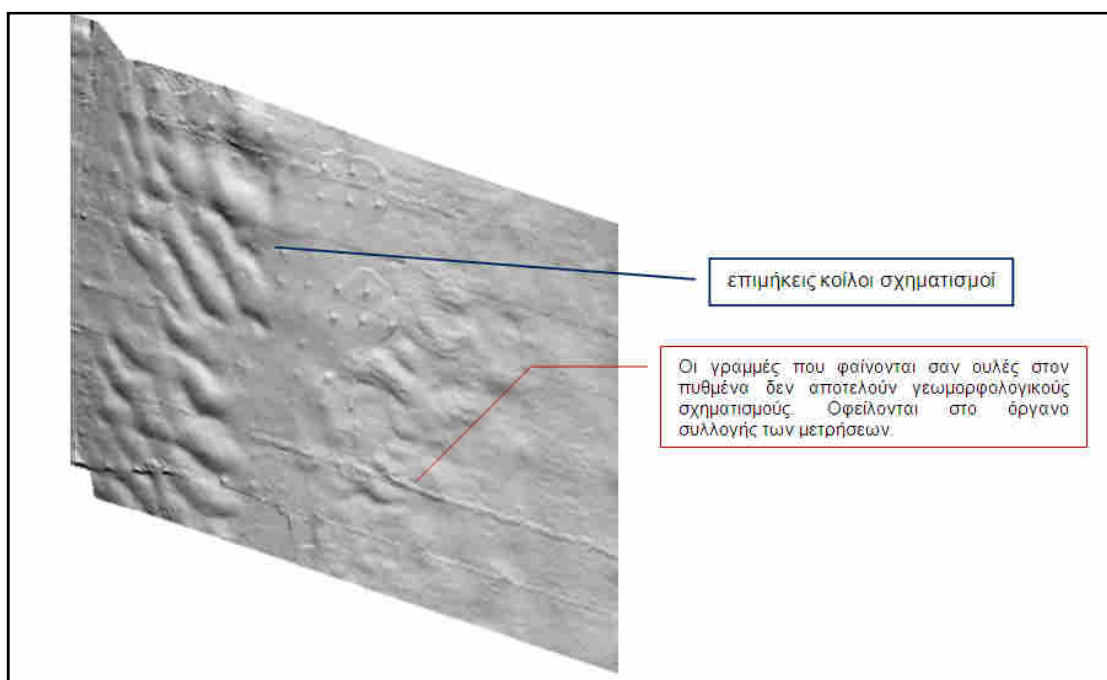 επιμήκεις κοίλοι σχηματισμοί
Οι γραμμές που φαίνονται σαν ουλές στον
πυθμένα δεν αποτελούν γεωμορφολογικούς
σχηματισμούς. Οφείλονται στο όργανο
συλλογής των μετρήσεων.